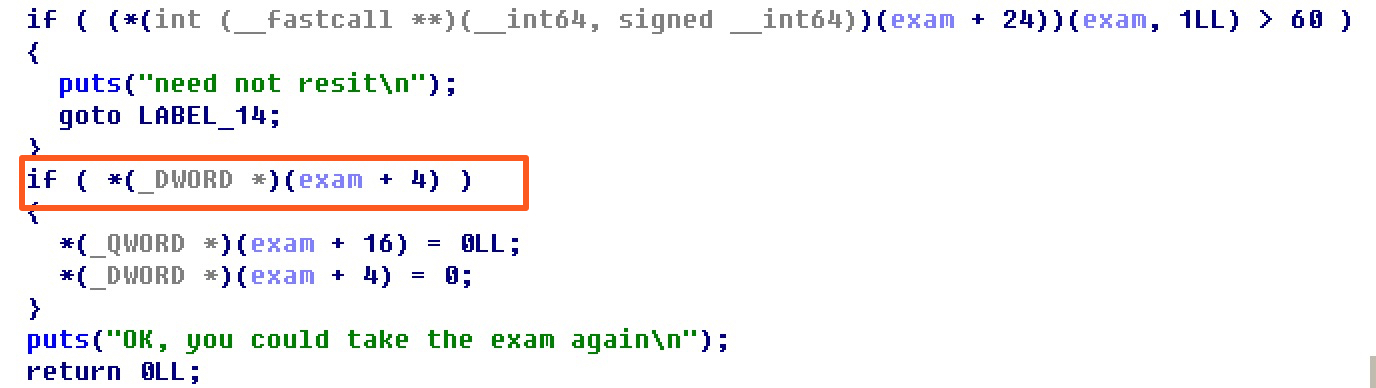 if ( (*(int (__fastcall **)(__int64, signed __int64))(exam + 24))(exam, 1LL) > 60 )
{
puts("need not resit\n");
goto LABEL_14;
}
if ( *(_DWORD *)(exam + 4) )
{
*(_QWORD *)(exam + 16) = 0LL;
*(_DWORD *)(exam + 4) = 0;
}
puts("OK, you could take the exam again\n");
return 0LL;